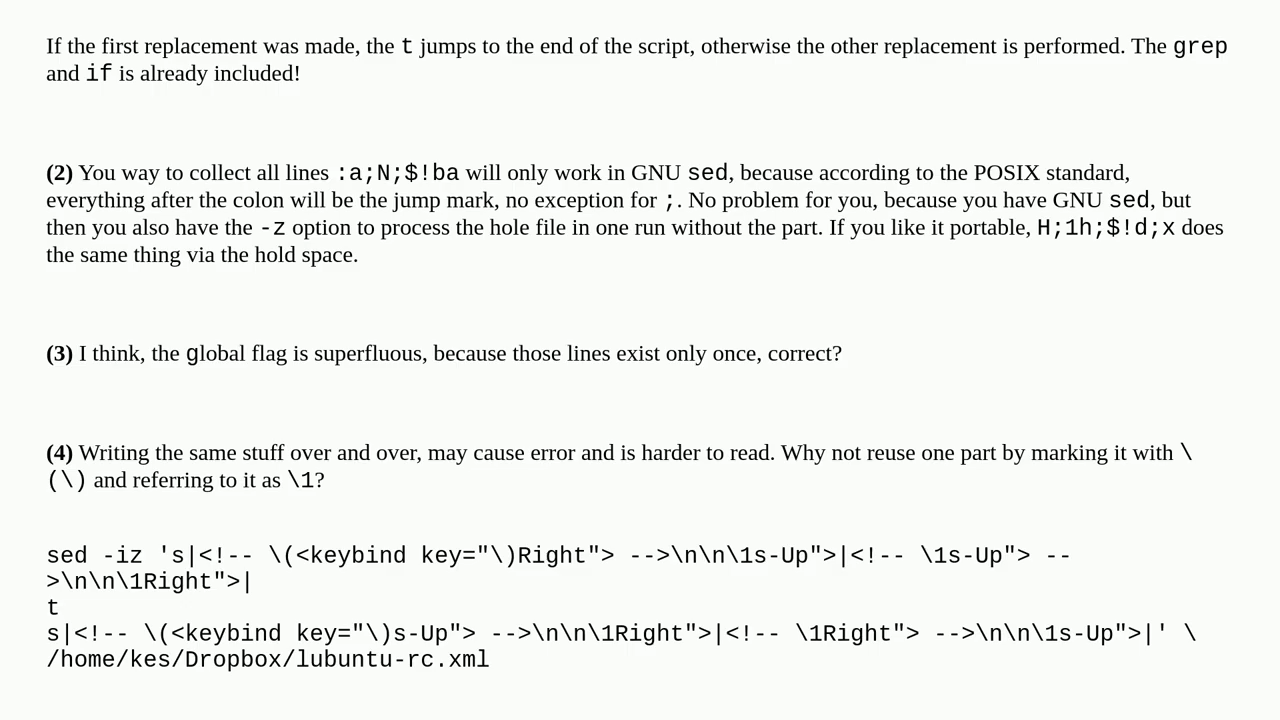 If the first replacement was made, the t jumps to the end of the script, otherwise the other replacement is performed. The grep
and if is already included!
(2) You way to collect all lines :a;N;$!ba will only work in GNU sed, because according to the POSIX standard,
everything after the colon will be the jump mark, no exception for ;. No problem for you, because you have GNU sed, but
then you also have the -z option to process the hole file in one run without the part. If you like it portable, H;1h;$!d;x does
the same thing via the hold space.
(3) I think, the global flag is superfluous, because those lines exist only once, correct?
(4) Writing the same stuff over and over, may cause error and is harder to read. Why not reuse one part by marking it with \
(\) and referring to it as \1?
sed -iz 's|<!-- \(<keybind key="\)Right"> -->\n\n\1s-Up">|<!-- \1s-Up"> --
>\n\n\1Right">|
t
s|<!-- \(<keybind key="\)s-Up"> -->\n\n\1Right">|<!-- \1Right"> -->\n\n\1s-Up">|' \
/home/kes/Dropbox/lubuntu-rc.xml